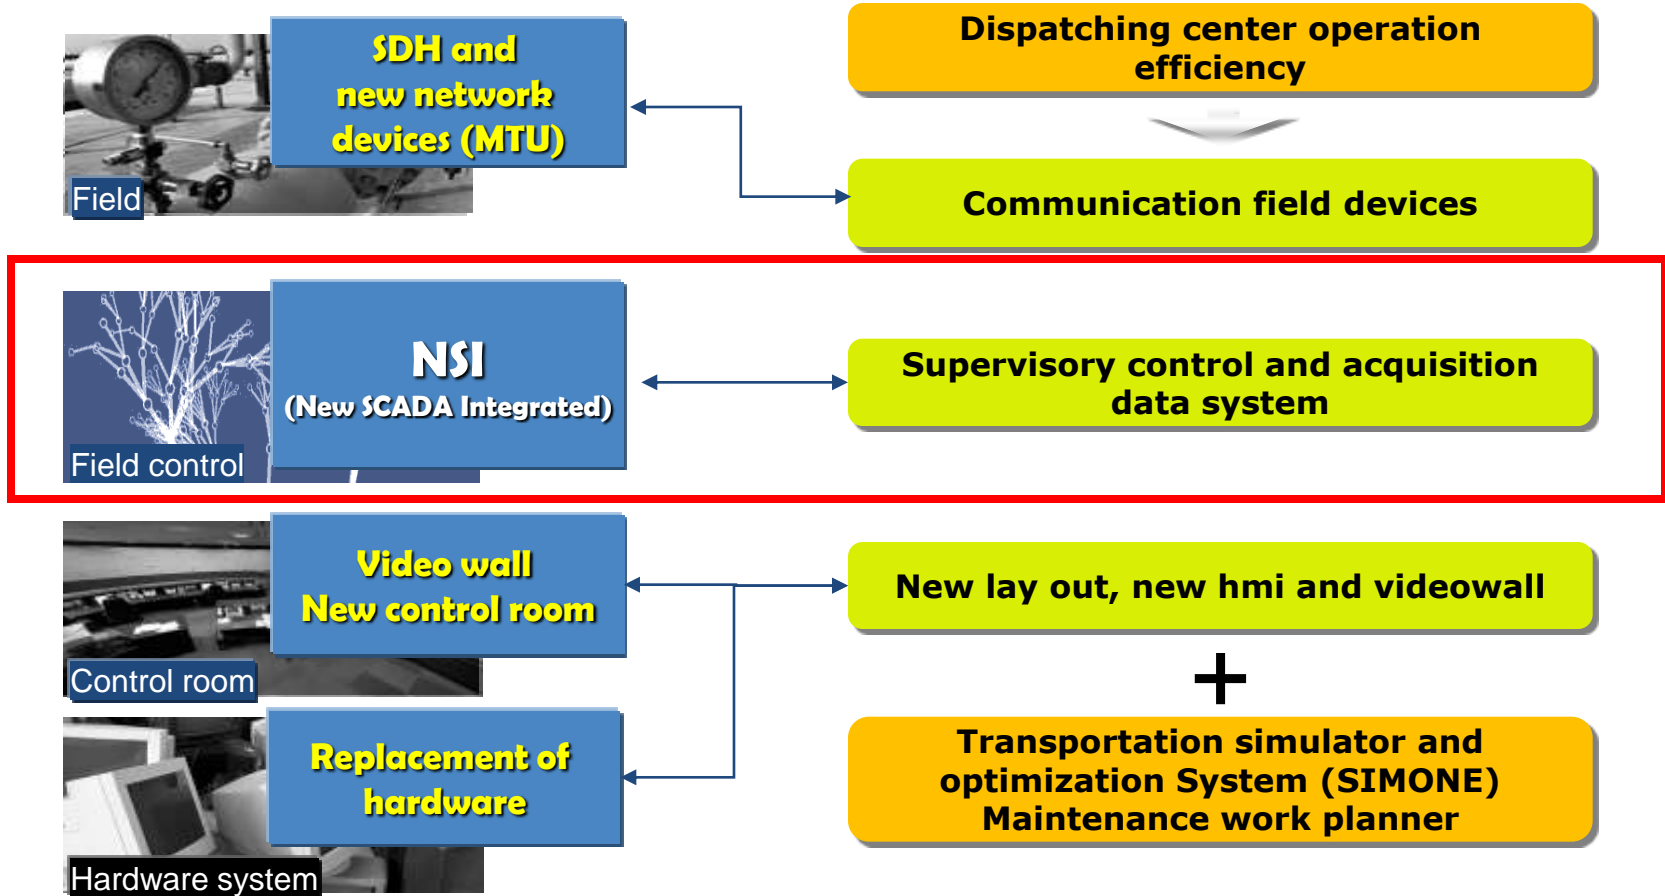 SDH and
new network
devices (MTU)
Field
Dispatching center operation
efficiency
Communication field devices
NSI
(New SCADA Integrated)
Field control
Supervisory control and acquisition
data system
Video wall
New control room
Control room
New lay out, new hmi and videowall
+
Replacement of
hardware
Hardware system
Transportation simulator and
optimization System (SIMONE)
Maintenance work planner